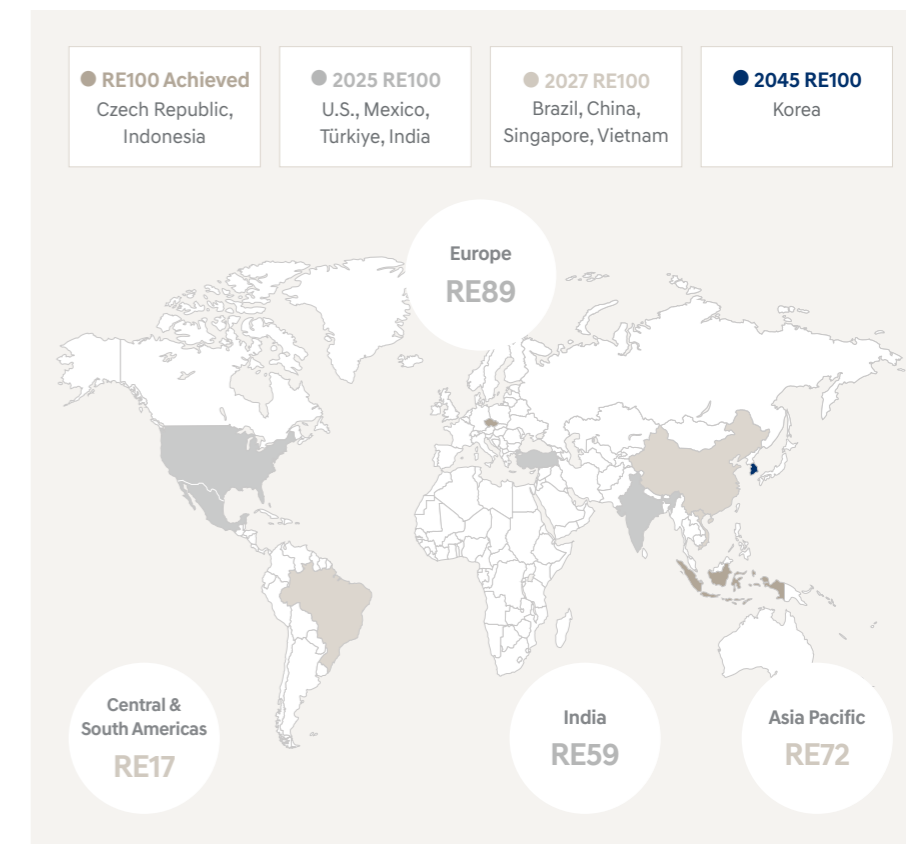 RE100 Achieved
Czech Republic,
Indonesia
2025 RE100
U.S., Mexico,
Türkiye, India
2027 RE100
Brazil, China,
Singapore, Vietnam
2045 RE100
Korea
Europe
RE89
Central &
South Americas
RE17
India
RE59
Asia Pacific
RE72